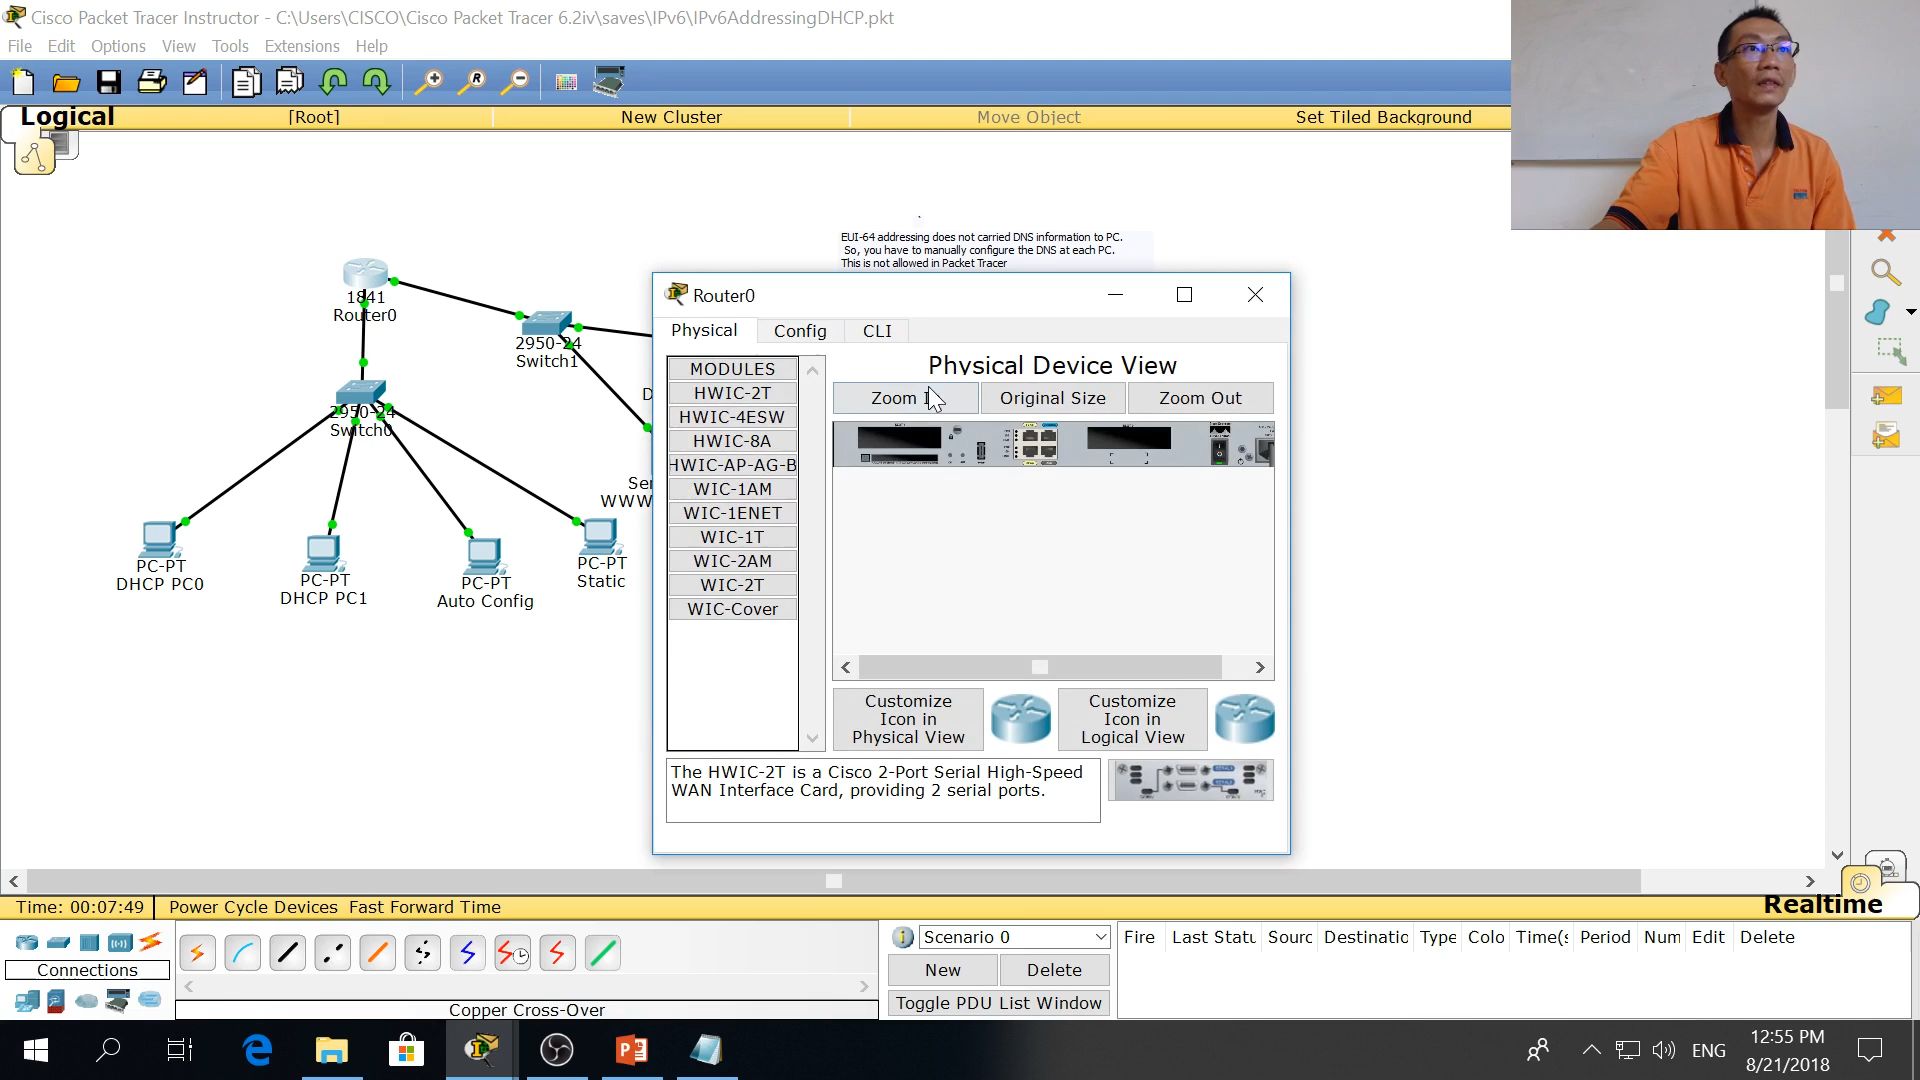 Cisco Packet Tracer Instructor - C:\Users\CISCO\Cisco Packet Tracer 6.2iv\saves\IPv6\IPv6AddressingDHCP.pkt
File Edit Options View Tools Extensions Help
Logical [Root] New Cluster Move Object Set Tiled Background
EUI-64 addressing does not carried DNS information to PC.
So, you have to manually configure the DNS at each PC.
This is not allowed in Packet Tracer
1841
Router0
2950-24
Switch1
2950-24
Switch0
D
Ser
WWW
PC-PT
DHCP PC0
PC-PT
DHCP PC1
PC-PT
Auto Config
PC-PT
Static
Router0
Physical Config CLI
MODULES
HWIC-2T
HWIC-4ESW
HWIC-8A
HWIC-AP-AG-B
WIC-1AM
WIC-1ENET
WIC-1T
WIC-2AM
WIC-2T
WIC-Cover
Physical Device View
Zoom I Original Size Zoom Out
Customize
Icon in
Physical View
Customize
Icon in
Logical View
The HWIC-2T is a Cisco 2-Port Serial High-Speed
WAN Interface Card, providing 2 serial ports.
Time: 00:07:49 Power Cycle Devices Fast Forward Time
Realtime
Connections
Copper Cross-Over
Scenario 0
New Delete
Toggle PDU List Window
Fire Last Statu Sourc Destinatio Type Colo Time(s Period Num Edit Delete
ENG
12:55 PM
8/21/2018